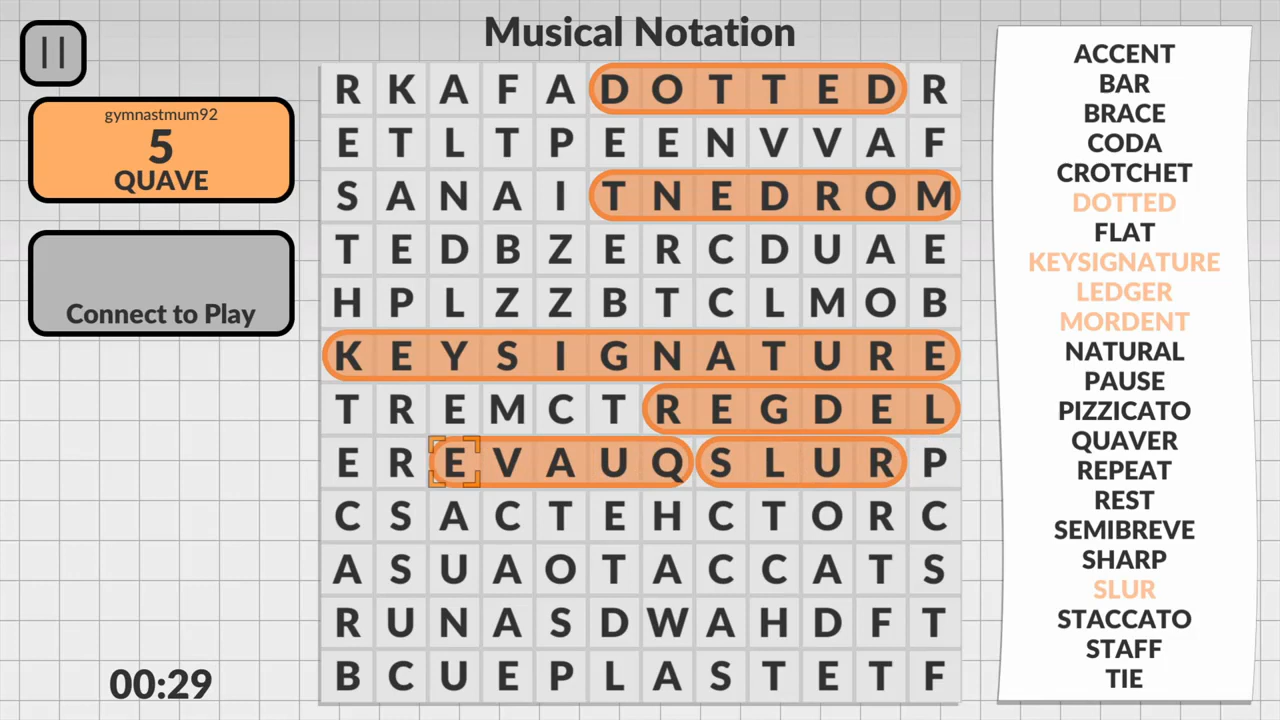 Musical Notation
gymnastmum92
5
QUAVE
Connect to Play
00:29
R K A F A D O T T E D R
E T L T P E E N V V A F
S A N A I T N E D R O M
T E D B Z E R C D U A E
H P L Z Z B T C L M O B
K E Y S I G N A T U R E
T R E M C T R E G D E L
E R E V A U Q S L U R P
C S A C T E H C T O R C
A S U A O T A C C A T S
R U N A S D W A H D F T
B C U E P L A S T E T F
ACCENT
BAR
BRACE
CODA
CROTCHET
DOTTED
FLAT
KEYSIGNATURE
LEDGER
MORDENT
NATURAL
PAUSE
PIZZICATO
QUAVER
REPEAT
REST
SEMIBREVE
SHARP
SLUR
STACCATO
STAFF
TIE